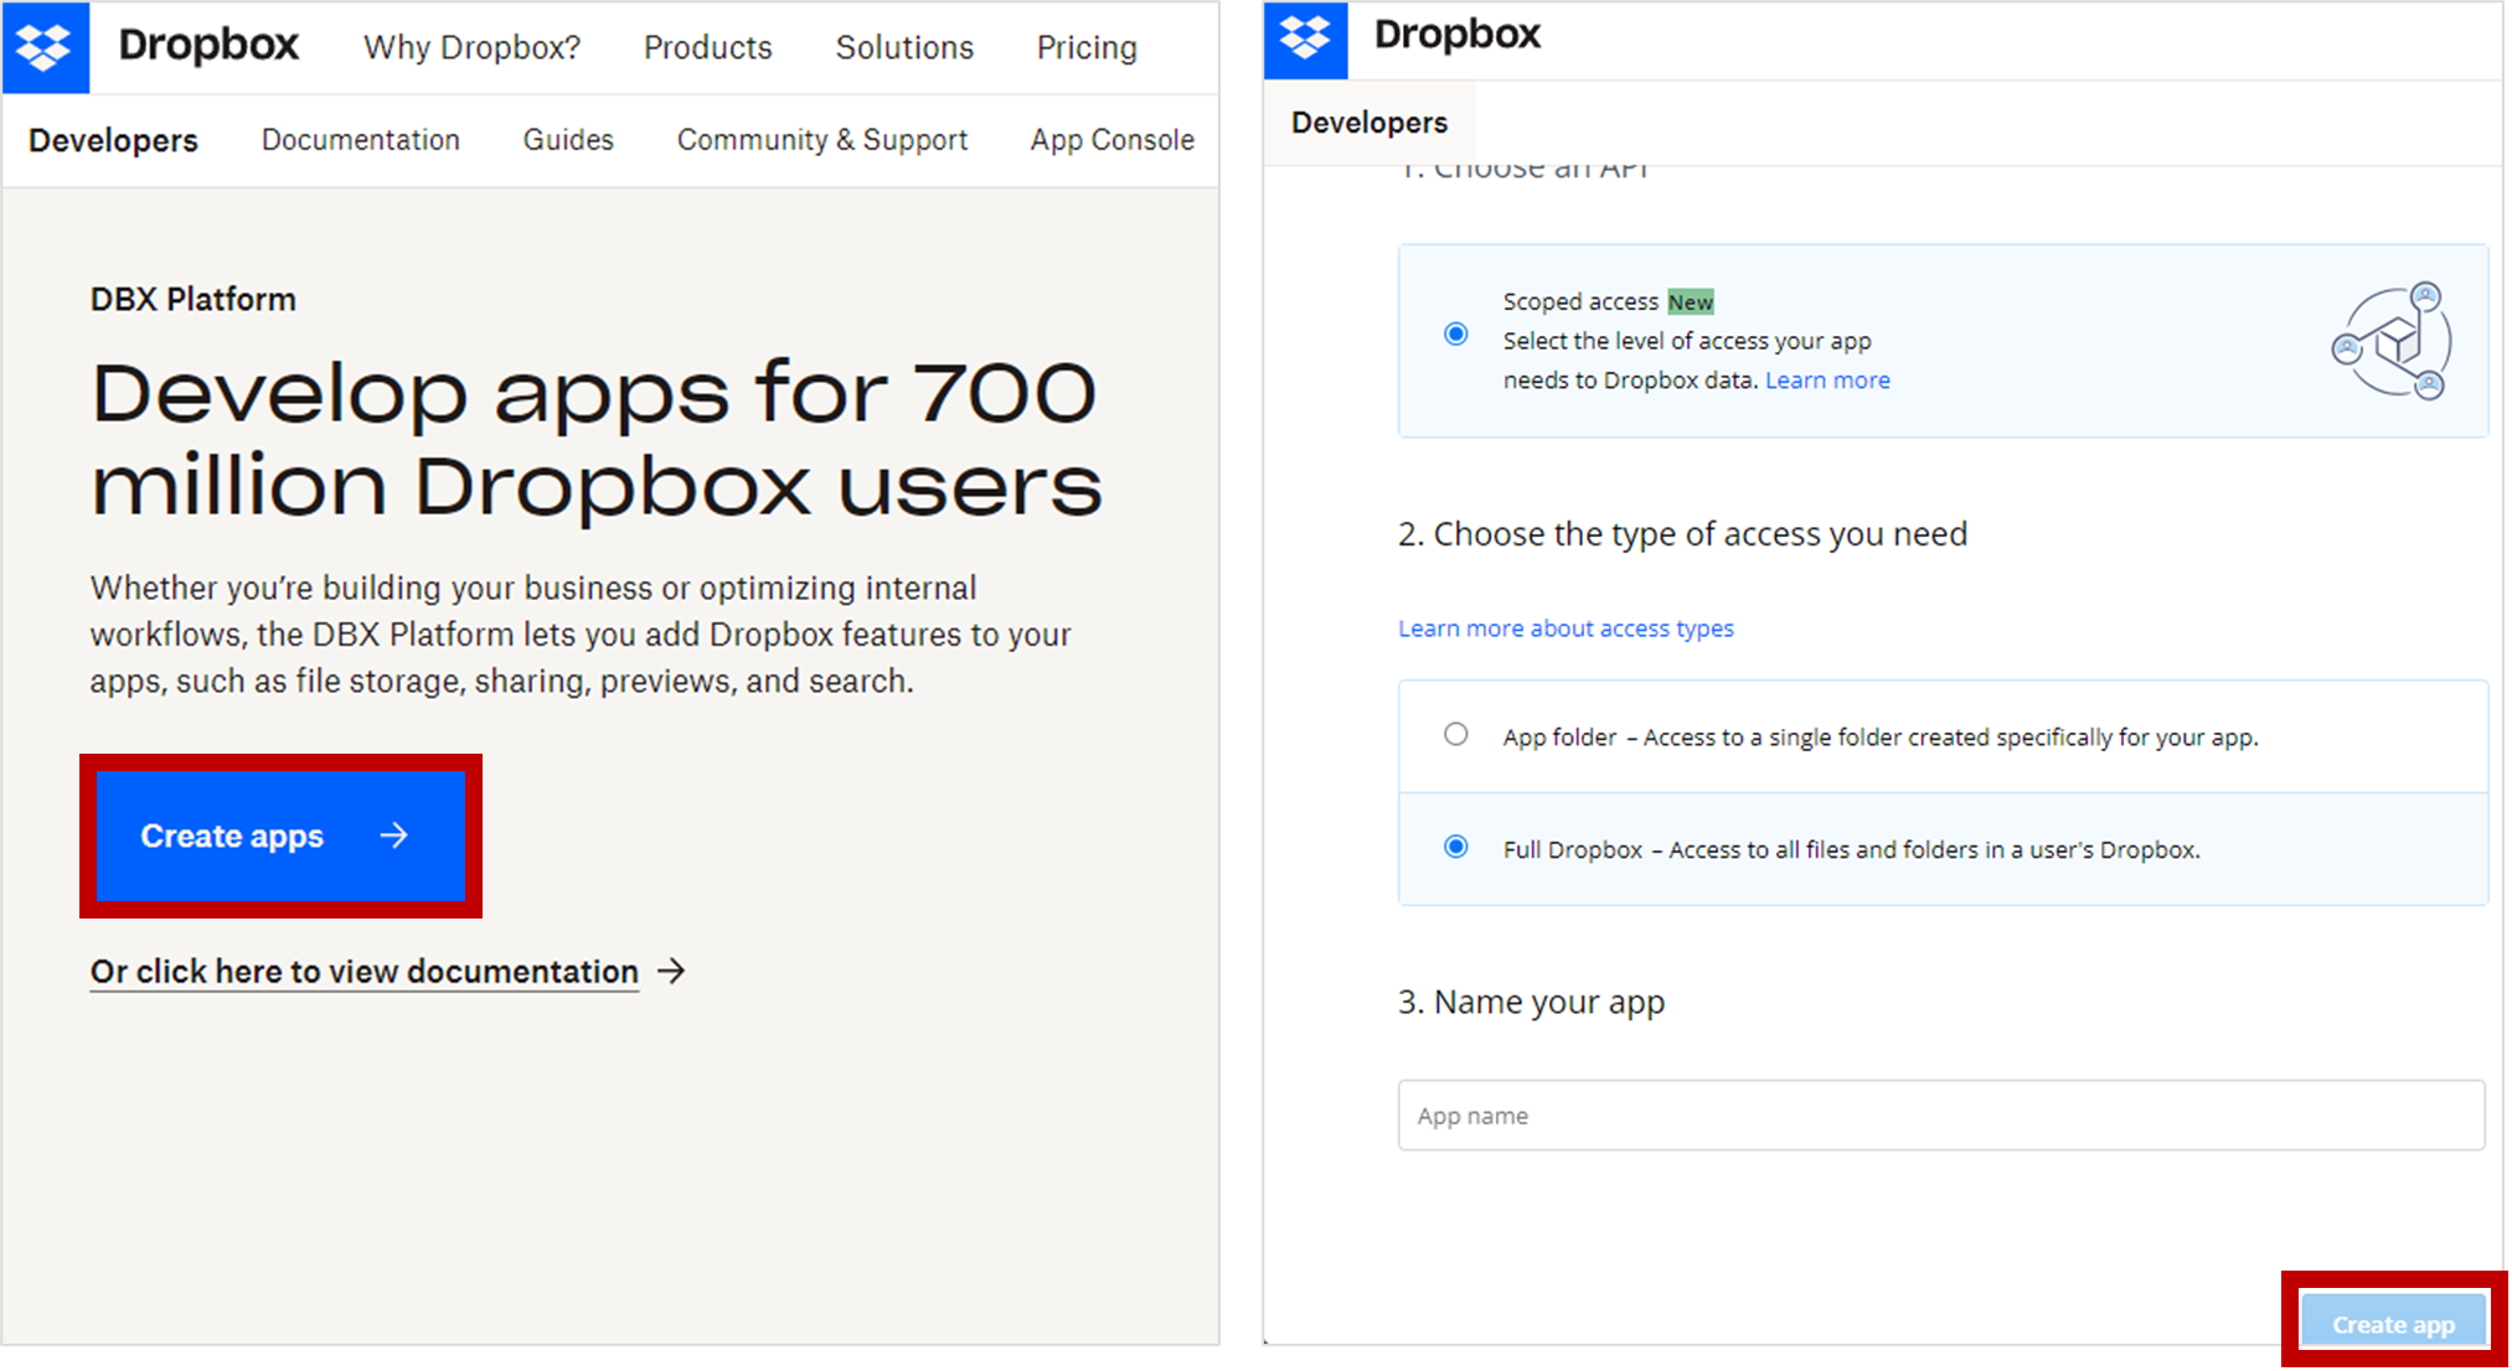 Dropbox Why Dropbox? Products Solutions Pricing
Developers Documentation Guides Community & Support App Console
DBX Platform
Develop apps for 700
million Dropbox users
Whether you’re building your business or optimizing internal
workflows, the DBX Platform lets you add Dropbox features to your
apps, such as file storage, sharing, previews, and search.
Create apps →
Or click here to view documentation →
Dropbox
Developers
1. Choose an API
Scoped access New
Select the level of access your app
needs to Dropbox data. Learn more
2. Choose the type of access you need
Learn more about access types
App folder – Access to a single folder created specifically for your app.
Full Dropbox – Access to all files and folders in a user's Dropbox.
3. Name your app
App name
Create app